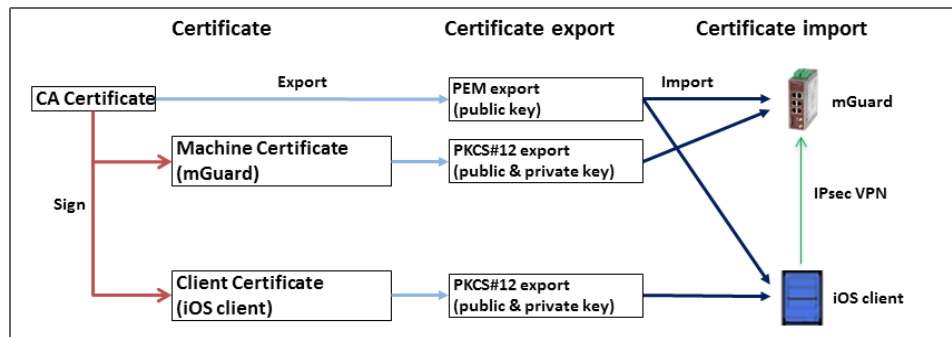 Certificate
Certificate export
Certificate import
Export
PEM export
(public key)
Import
CA Certificate
mGuard
Machine Certificate
(mGuard)
PKCS#12 export
(public & private key)
Sign
IPsec VPN
Client Certificate
(iOS client)
PKCS#12 export
(public & private key)
iOS client